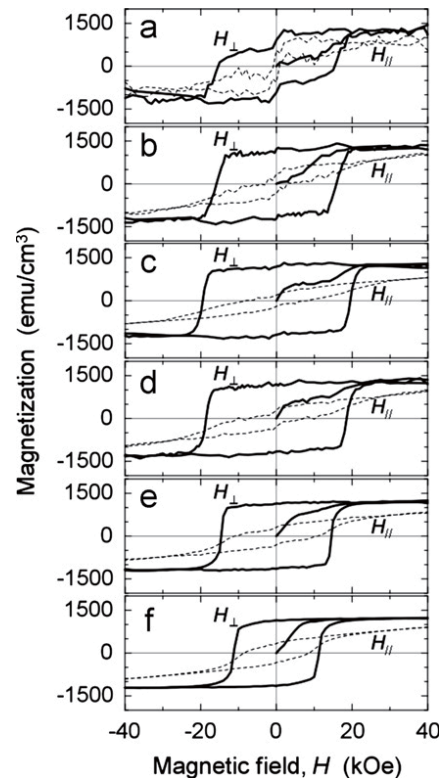 a
1500
0
-1500
H⊥
H//
b
1500
0
-1500
H⊥
H//
c
1500
0
-1500
H⊥
H//
d
1500
0
-1500
H⊥
H//
e
1500
0
-1500
H⊥
H//
f
1500
0
-1500
H⊥
H//
-40 -20 0 20 40
Magnetic field, H (kOe)
Magnetization (emu/cm³)